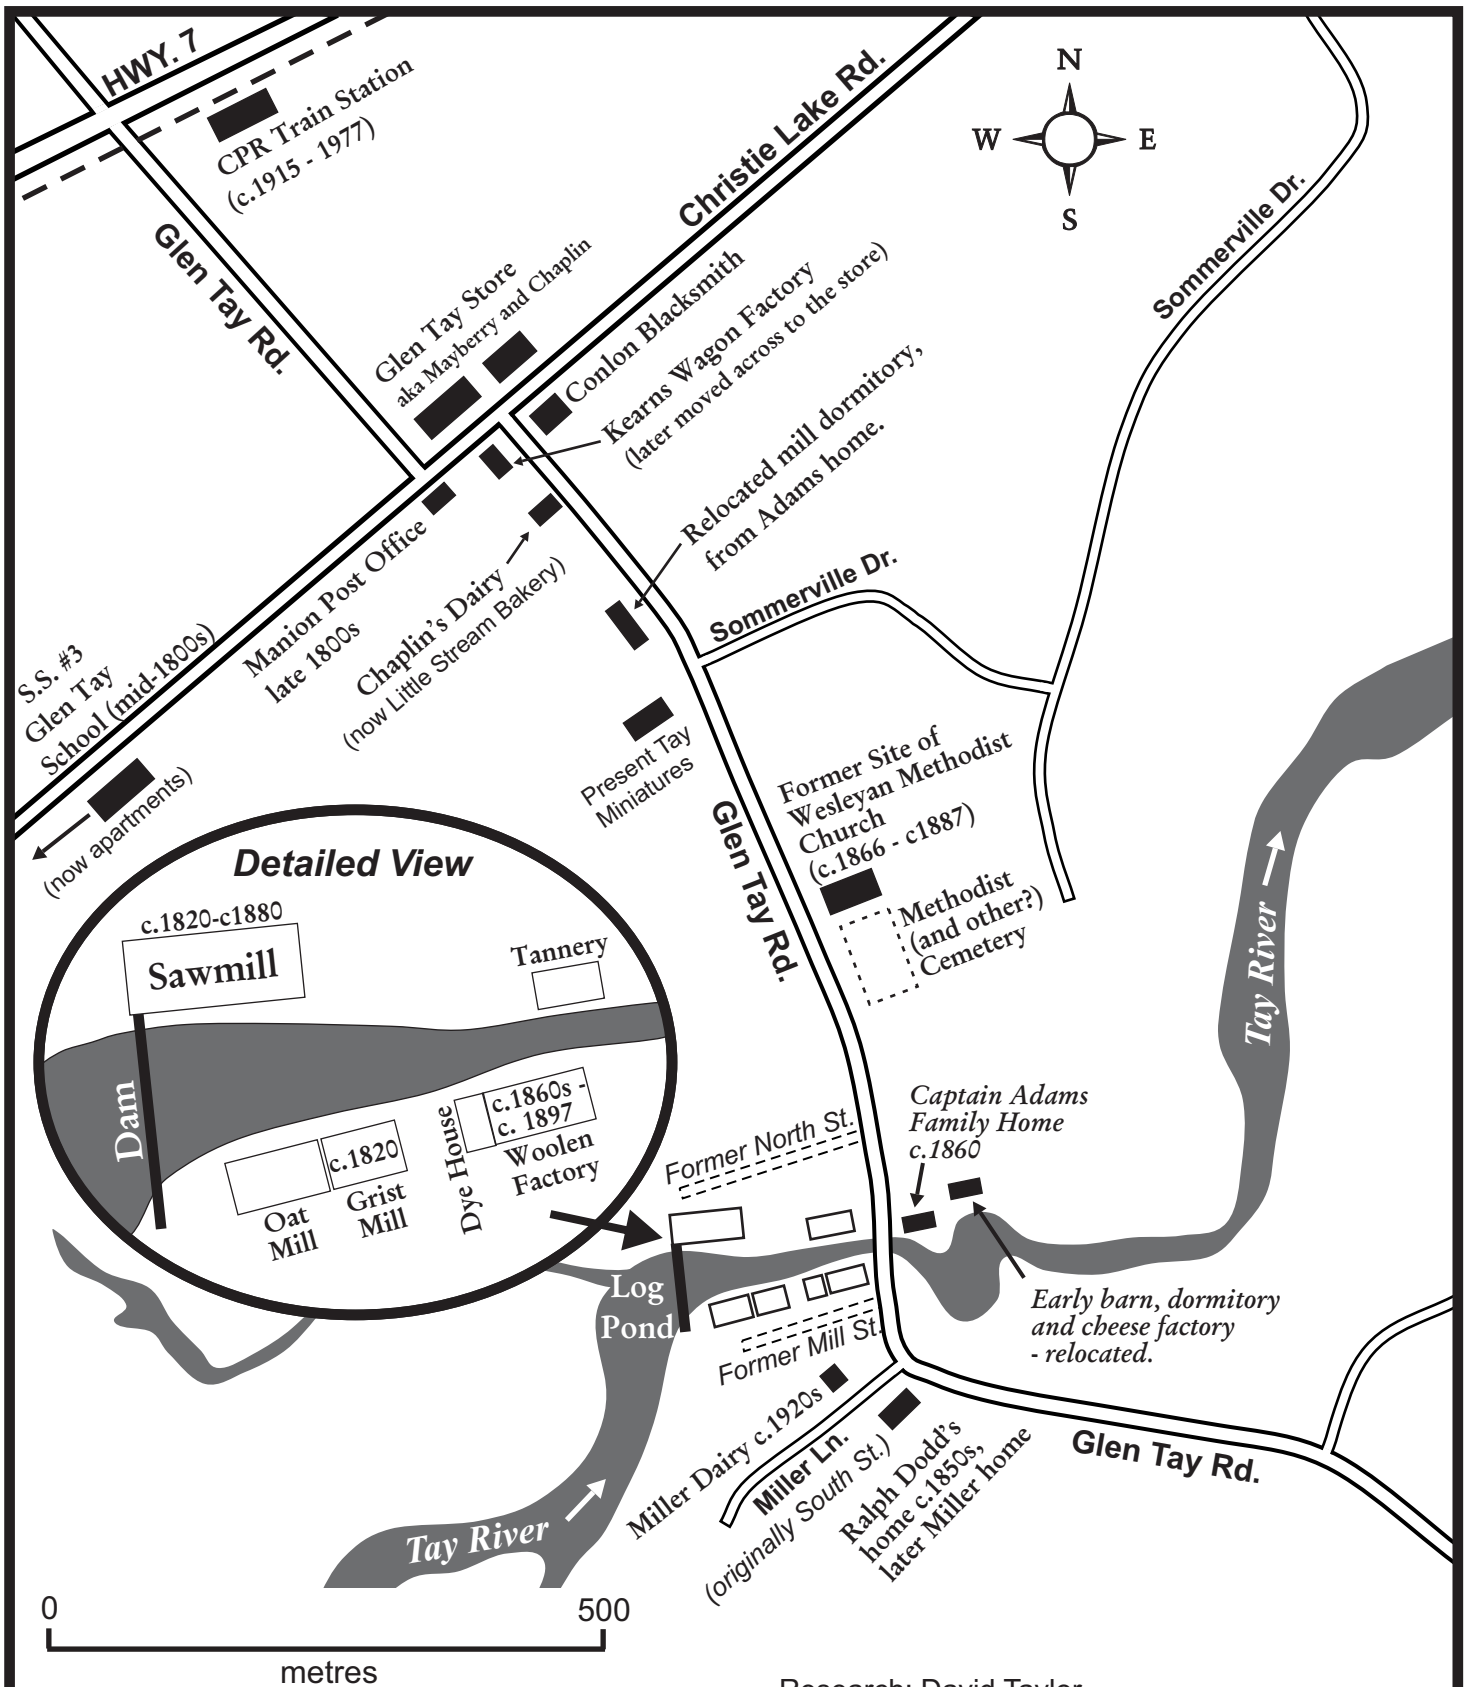 HWY. 7
CPR Train Station
(c.1915 - 1977)
N
W
E
S
Christie Lake Rd.
Sommerville Dr.
Glen Tay Rd.
Glen Tay Store
aka Mayberry and Chaplin
Conlon Blacksmith
Kearns Wagon Factory
(later moved across to the store)
Relocated mill dormitory,
from Adams home.
Manion Post Office
late 1800s
Chaplin's Dairy
(now Little Stream Bakery)
Sommerville Dr.
S.S. #3
Glen Tay
School (mid-1800s)
(now apartments)
Present Tay
Miniatures
Glen Tay Rd.
Former Site of
Wesleyan Methodist
Church
(c.1866 - c1887)
Methodist
(and other?)
Cemetery
Tay River
Detailed View
c.1820-c1880
Sawmill
Tannery
Dam
Oat
Mill
c.1820
Grist
Mill
Dye House
c.1860s -
c. 1897
Woolen
Factory
Former North St.
Captain Adams
Family Home
c.1860
Early barn, dormitory
and cheese factory
- relocated.
Log
Pond
Former Mill St.
Miller Dairy c.1920s
Miller Ln.
(originally South St.)
Ralph Dodd's
home c.1850s,
later Miller home
Glen Tay Rd.
Tay River
0
500
metres
Research: David Taylor